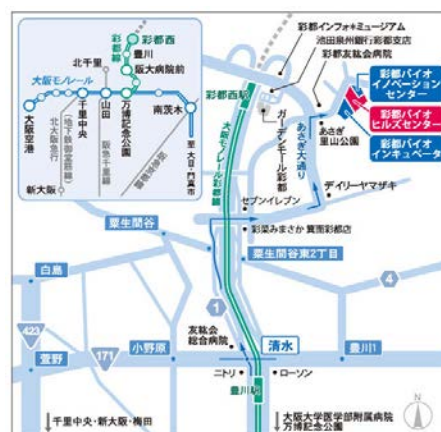 彩都西
彩都線
豊川
阪大病院前
北千里
大阪モノレール
山田
千里中央
万博記念公園
南茨木
大阪空港
(地下鉄御堂筋線)
北大阪急行
阪急千里線
新大阪
至 大日・門真市
彩都インフォ*ミュージアム
池田泉州銀行彩都支店
彩都友紘会病院
彩都西駅
大阪モノレール彩都線
ガーデンモール彩都
あさぎ大通り
あさぎ
里山公園
彩都バイオ
イノベーション
センター
彩都バイオ
ヒルズセンター
彩都バイオ
インキュベータ
デイリーヤマザキ
セブンイレブン
彩菜みまさか 箕面彩都店
粟生間谷
粟生間谷東2丁目
白島
4
1
423
171
萱野
小野原
友紘会
総合病院
清水
豊川1
ニトリ
ローソン
豊川駅
千里中央・新大阪・梅田
大阪大学医学部附属病院
万博記念公園
N